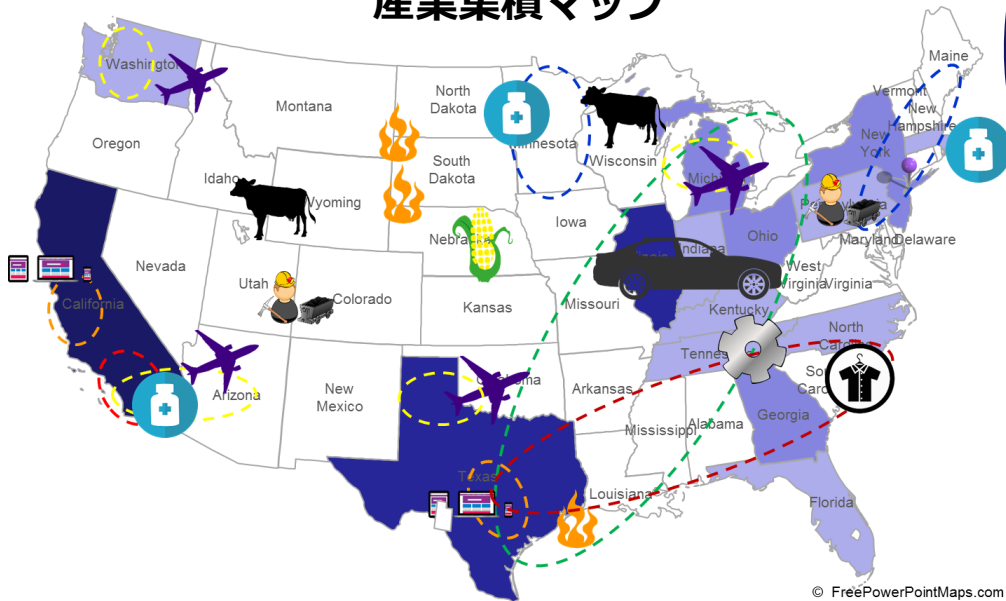 産業集積マップ
Washington
Oregon
Idaho
Montana
North
Dakota
South
Dakota
Minnesota
Wisconsin
Michigan
Maine
Vermont
New
Hampshire
New
York
Pennsylvania
Maryland
Delaware
Wyoming
Nebraska
Iowa
Indiana
Ohio
West
Virginia
Virginia
Nevada
Utah
Colorado
Kansas
Missouri
Kentucky
California
Arizona
New
Mexico
Oklahoma
Arkansas
Tennes
North
Carolina
South
Carolina
Mississippi
Alabama
Georgia
Texas
Louisiana
Florida
© FreePowerPointMaps.com